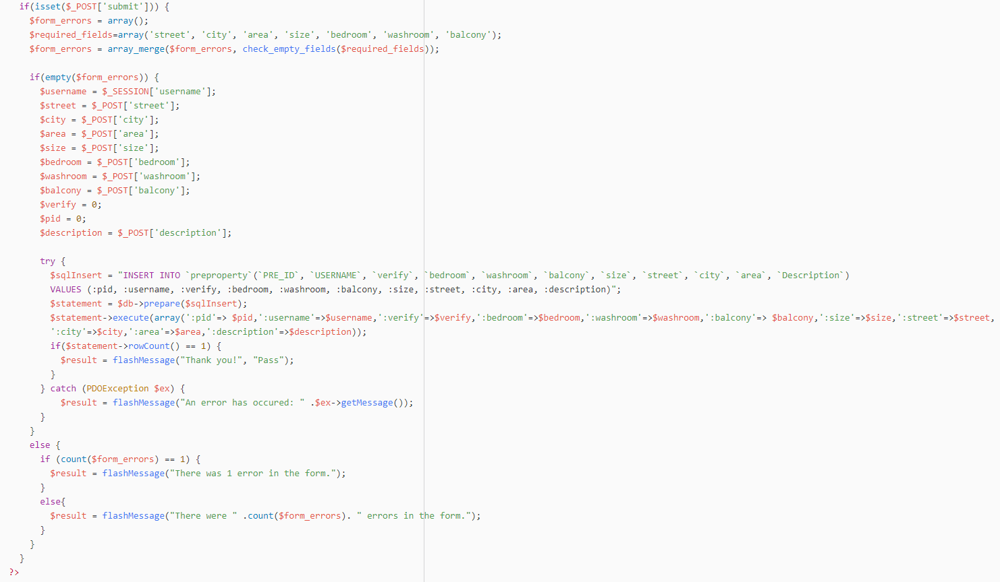 if(isset($_POST['submit'])) {
$form_errors = array();
$required_fields=array('street', 'city', 'area', 'size', 'bedroom', 'washroom', 'balcony');
$form_errors = array_merge($form_errors, check_empty_fields($required_fields));
if(empty($form_errors)) {
$username = $_SESSION['username'];
$street = $_POST['street'];
$city = $_POST['city'];
$area = $_POST['area'];
$size = $_POST['size'];
$bedroom = $_POST['bedroom'];
$washroom = $_POST['washroom'];
$balcony = $_POST['balcony'];
$verify = 0;
$pid = 0;
$description = $_POST['description'];
try {
$sqlInsert = "INSERT INTO `preproperty`(`PRE_ID`, `USERNAME`, `verify`, `bedroom`, `washroom`, `balcony`, `size`, `street`, `city`, `area`, `Description`)
VALUES (:pid, :username, :verify, :bedroom, :washroom, :balcony, :size, :street, :city, :area, :description)";
$statement = $db->prepare($sqlInsert);
$statement->execute(array(':pid'=> $pid,':username'=>$username,':verify'=>$verify,':bedroom'=>$bedroom,':washroom'=>$washroom,':balcony'=> $balcony,':size'=>$size,':street'=>$street,
':city'=>$city,':area'=>$area,':description'=>$description));
if($statement->rowCount() == 1) {
$result = flashMessage("Thank you!", "Pass");
}
} catch (PDOException $ex) {
$result = flashMessage("An error has occured: " .$ex->getMessage());
}
}
else {
if (count($form_errors) == 1) {
$result = flashMessage("There was 1 error in the form.");
}
else{
$result = flashMessage("There were " .count($form_errors). " errors in the form.");
}
}
}
?>